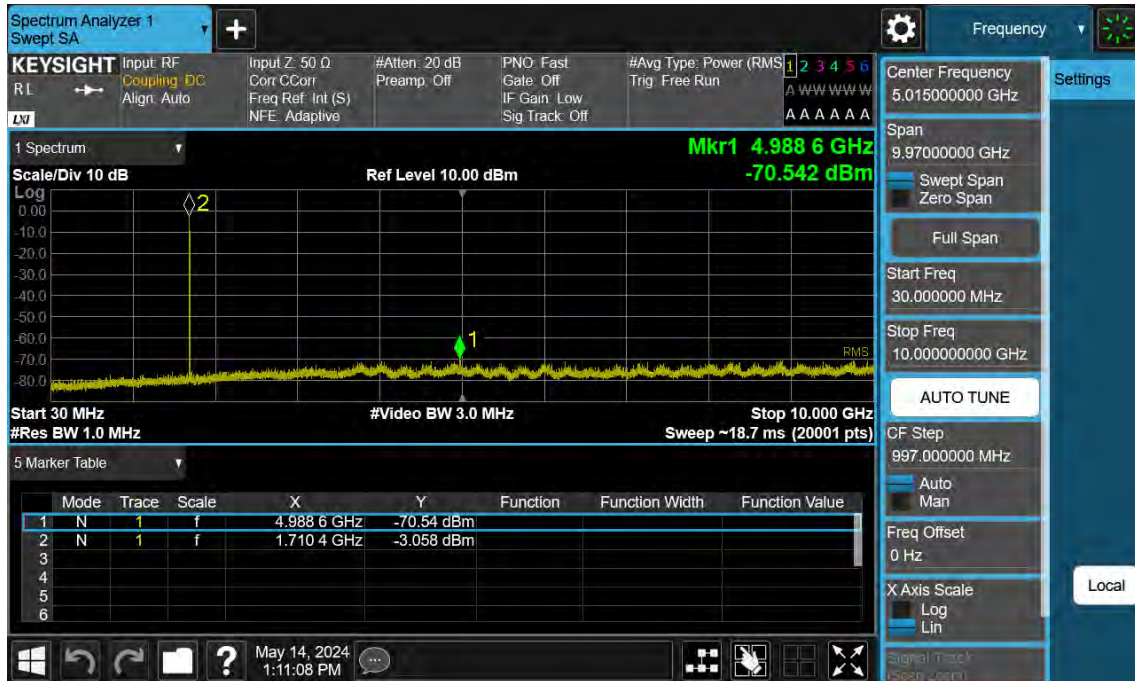 Spectrum Analyzer 1
Swept SA
Frequency
KEYSIGHT
RL
LXI
Input: RF
Coupling: DC
Align: Auto
Input Z: 50 Ω
Corr CCorr
Freq Ref: Int (S)
NFE: Adaptive
#Atten: 20 dB
Preamp: Off
PNO: Fast
Gate: Off
IF Gain: Low
Sig Track: Off
#Avg Type: Power (RMS
Trig: Free Run
1 2 3 4 5 6
A W W W W W
A A A A A A
1 Spectrum
Scale/Div 10 dB
Ref Level 10.00 dBm
Mkr1 4.988 6 GHz
-70.542 dBm
Log
0.00
-10.0
-20.0
-30.0
-40.0
-50.0
-60.0
-70.0
-80.0
2
1
RMS
Start 30 MHz
#Res BW 1.0 MHz
#Video BW 3.0 MHz
Stop 10.000 GHz
Sweep ~18.7 ms (20001 pts)
5 Marker Table
Mode Trace Scale X Y Function Function Width Function Value
1 N 1 f 4.988 6 GHz -70.54 dBm
2 N 1 f 1.710 4 GHz -3.058 dBm
3
4
5
6
?
May 14, 2024
1:11:08 PM
Center Frequency
5.015000000 GHz
Span
9.97000000 GHz
Swept Span
Zero Span
Full Span
Start Freq
30.000000 MHz
Stop Freq
10.000000000 GHz
AUTO TUNE
CF Step
997.000000 MHz
Auto
Man
Freq Offset
0 Hz
X Axis Scale
Log
Lin
Signal Track
(Span Zoom)
Settings
Local